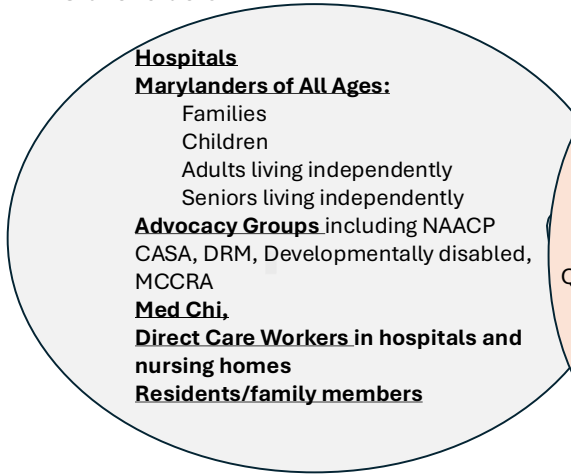 Hospitals
Marylanders of All Ages:
Families
Children
Adults living independently
Seniors living independently
Advocacy Groups including NAACP
CASA, DRM, Developmentally disabled,
MCCRA
Med Chi,
Direct Care Workers in hospitals and
nursing homes
Residents/family members